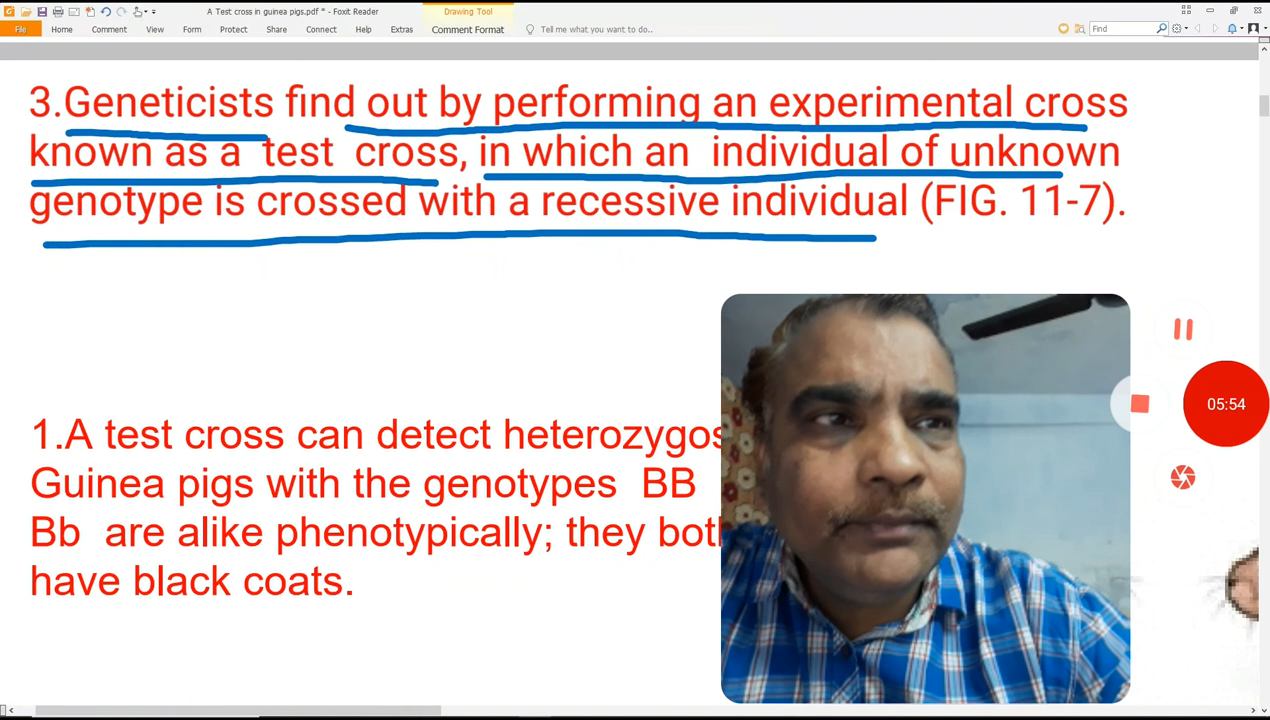 A Test cross in guinea pigs.pdf * - Foxit Reader
Drawing Tool
File Home Comment View Form Protect Share Connect Help Extras Comment Format Tell me what you want to do.. Find
3.Geneticists find out by performing an experimental cross
known as a test cross, in which an individual of unknown
genotype is crossed with a recessive individual (FIG. 11-7).
1.A test cross can detect heterozygos
Guinea pigs with the genotypes BB
Bb are alike phenotypically; they both
have black coats.
05:54